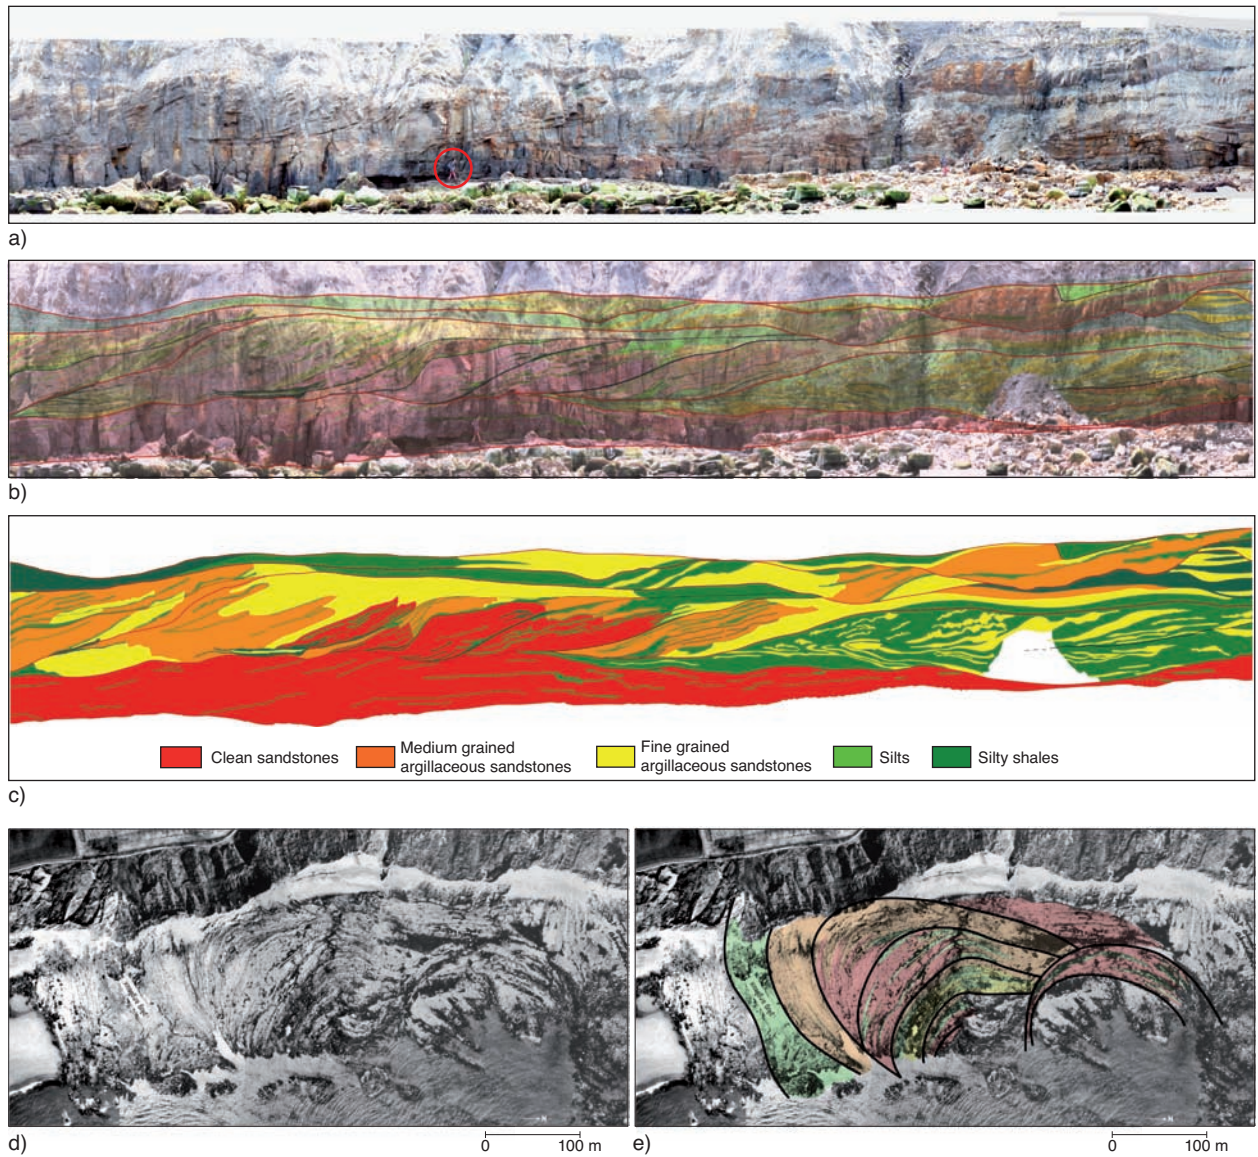 a)
b)
Clean sandstones
Medium grained
argillaceous sandstones
Fine grained
argillaceous sandstones
Silts
Silty shales
c)
d)
0
100 m
e)
0
100 m